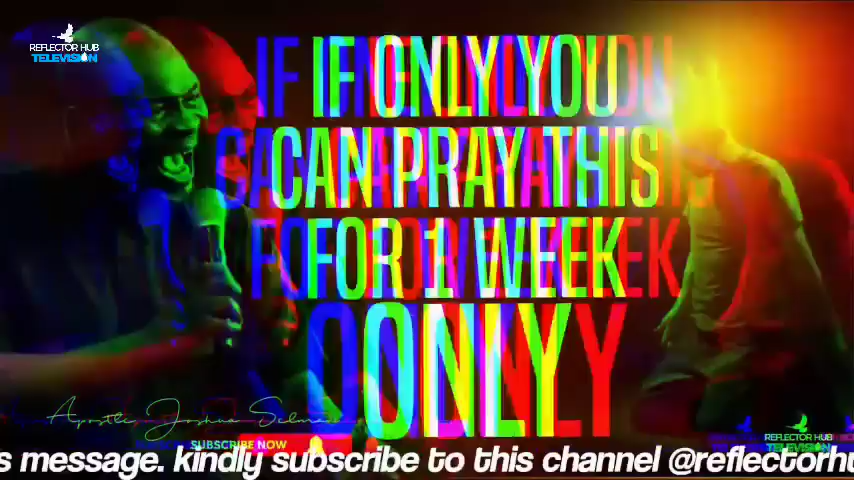 REFLECTOR HUB
TELEVISION
IF ONLY YOU
CAN PRAY THIS
FOR 1 WEEK
ONLY
Apostle Joshua Selman
SUBSCRIBE NOW
REFLECTOR HUB
TELEVISION
s message. kindly subscribe to this channel @reflectorhu